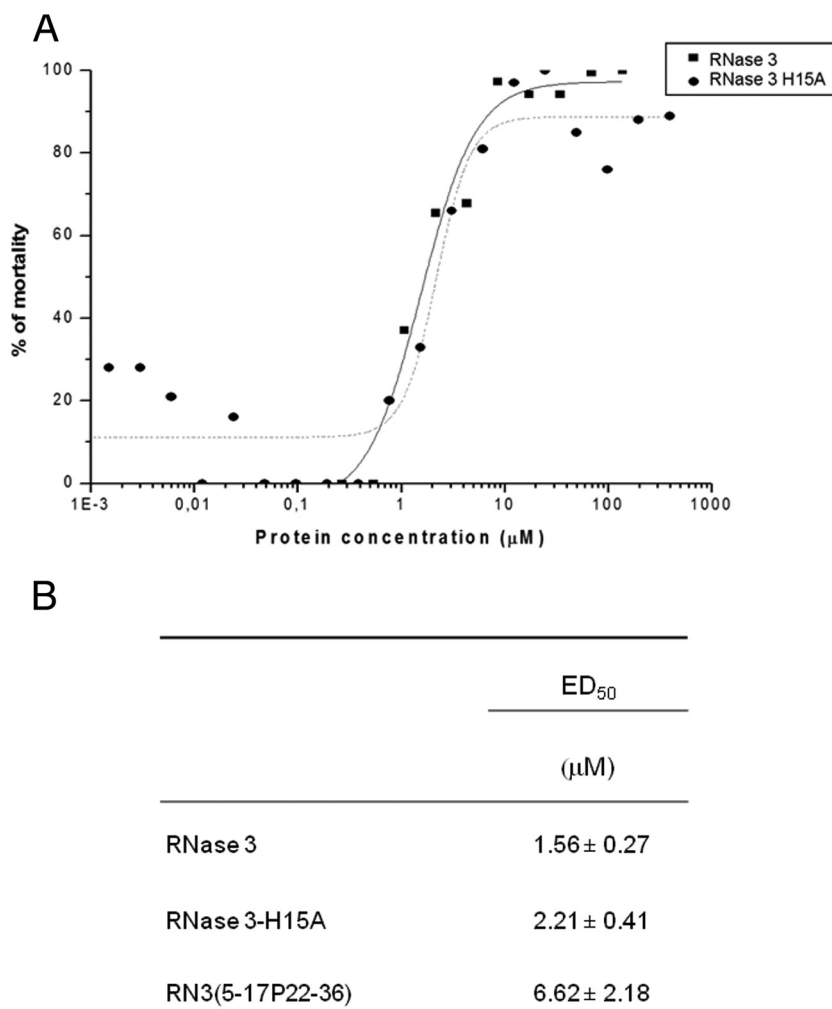 A
RNase 3
RNase 3 H15A
100
80
60
40
20
0
% of mortality
1E-3 0,01 0,1 1 10 100 1000
Protein concentration (μM)
B
ED50
(μM)
RNase 3 1.56 ± 0.27
RNase 3-H15A 2.21 ± 0.41
RN3(5-17P22-36) 6.62 ± 2.18